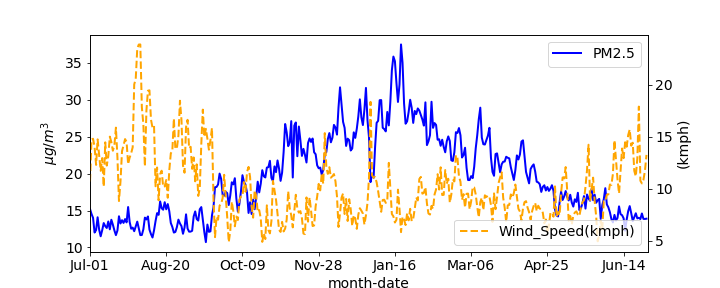 PM2.5
Wind_Speed(kmph)
μg/m³
35
30
25
20
15
10
20
15
10
5
(kmph)
Jul-01 Aug-20 Oct-09 Nov-28 Jan-16 Mar-06 Apr-25 Jun-14
month-date